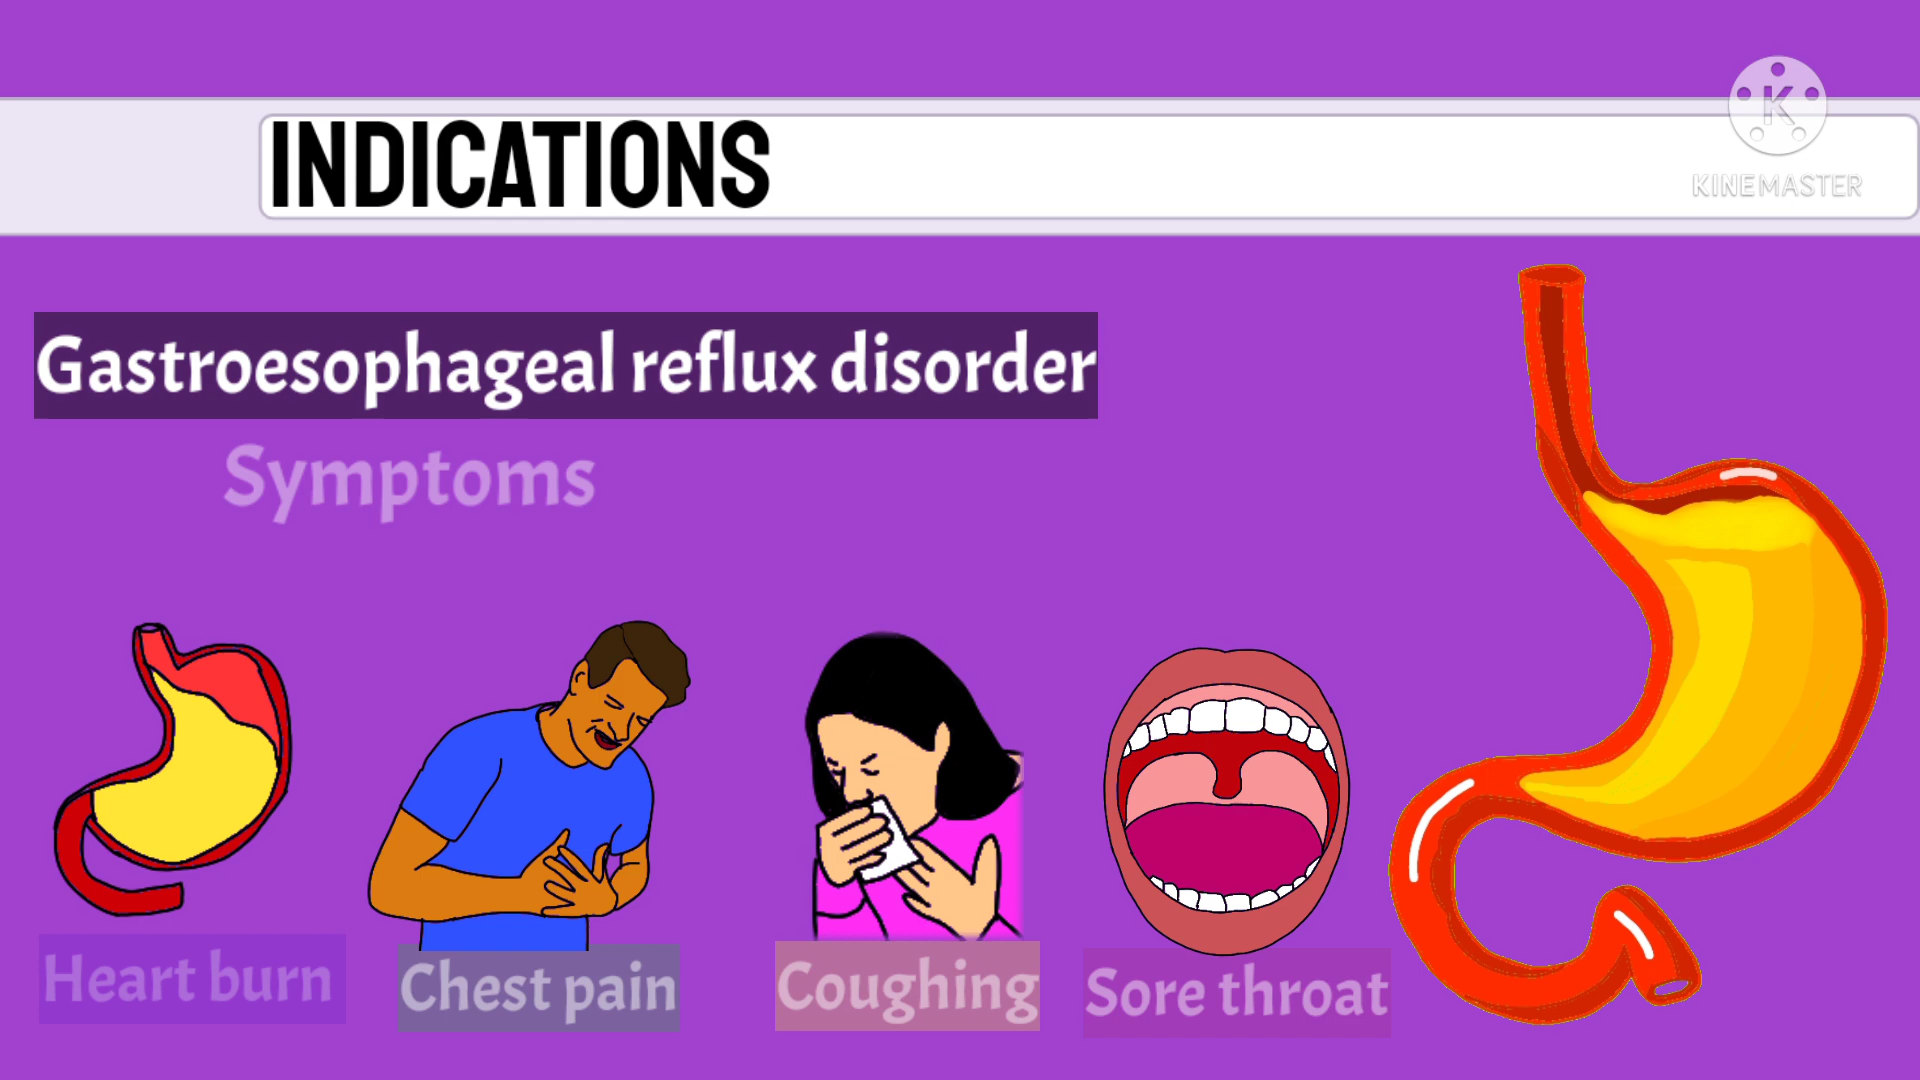 INDICATIONS
K
KINEMASTER
Gastroesophageal reflux disorder
Symptoms
Heart burn
Chest pain
Coughing
Sore throat